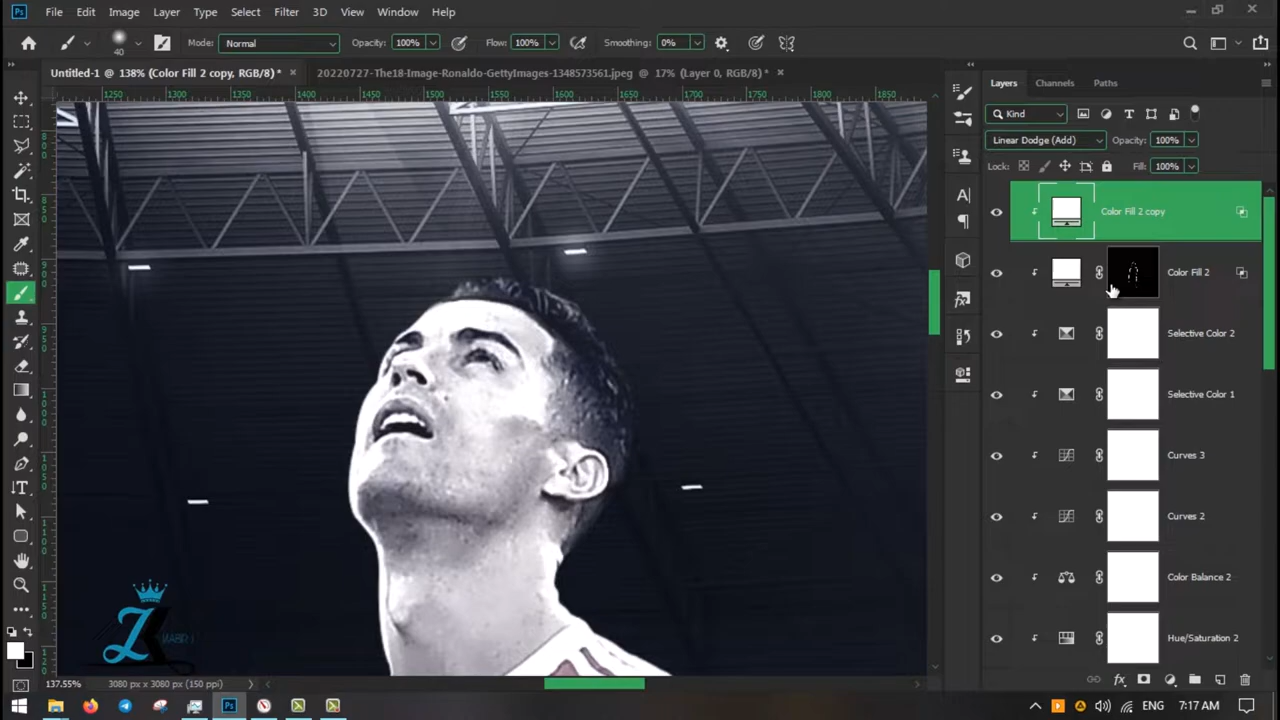 Ps File Edit Image Layer Type Select Filter 3D View Window Help
40 Mode: Normal Opacity: 100% Flow: 100% Smoothing: 0%
Untitled-1 @ 138% (Color Fill 2 copy, RGB/8) * × 20220727-The18-Image-Ronaldo-GettyImages-1348573561.jpeg @ 17% (Layer 0, RGB/8) * ×
1250 1300 1350 1400 1450 1500 1550 1600 1650 1700 1750 1800 1850
Layers Channels Paths
Kind
Linear Dodge (Add) Opacity: 100%
Lock: Fill: 100%
Color Fill 2 copy
Color Fill 2
Selective Color 2
Selective Color 1
Curves 3
Curves 2
Color Balance 2
Hue/Saturation 2
137.55% 3080 px x 3080 px (150 ppi)
ENG 7:17 AM